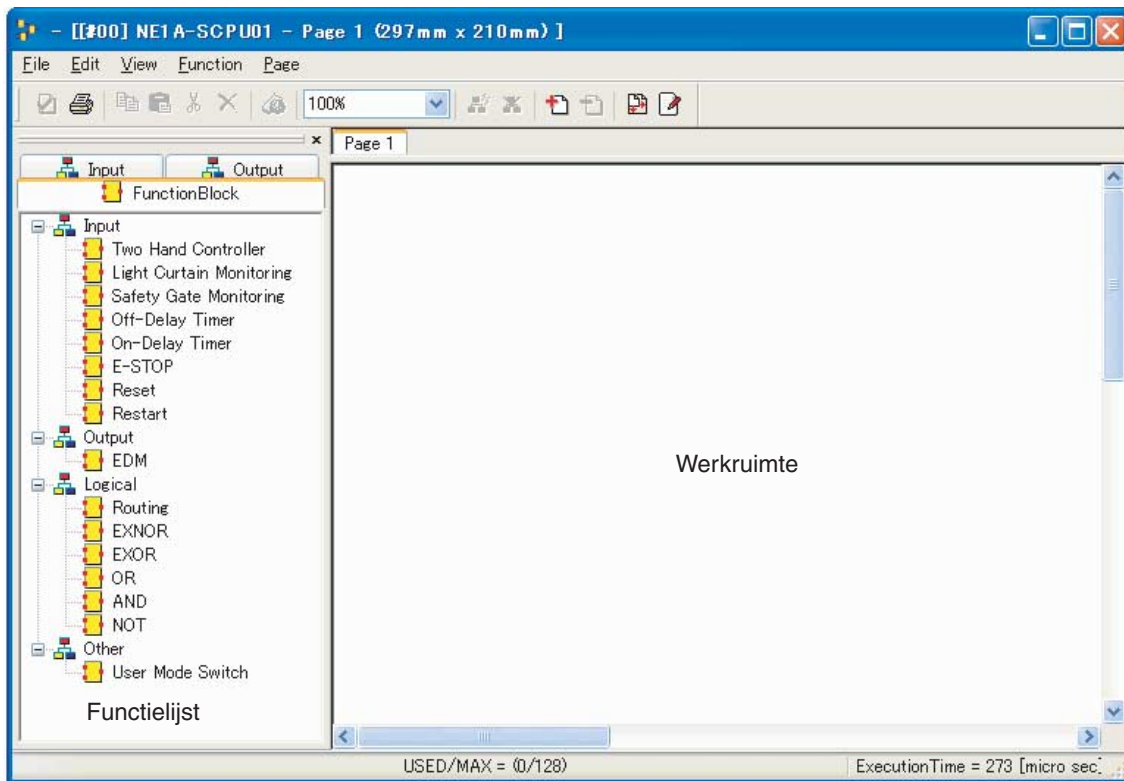 - [[#00] NE1A-SCPU01 - Page 1 (297mm x 210mm) ]
File Edit View Function Page
100%
Page 1
Input Output
FunctionBlock
Input
Two Hand Controller
Light Curtain Monitoring
Safety Gate Monitoring
Off-Delay Timer
On-Delay Timer
E-STOP
Reset
Restart
Output
EDM
Logical
Routing
EXNOR
EXOR
OR
AND
NOT
Other
User Mode Switch
Functielijst
Werkruimte
USED/MAX = (0/128)
ExecutionTime = 273 [micro sec]